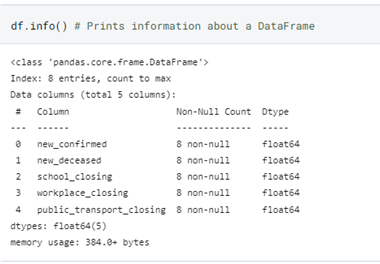 df.info() # Prints information about a DataFrame
<class 'pandas.core.frame.DataFrame'>
Index: 8 entries, count to max
Data columns (total 5 columns):
 #   Column                    Non-Null Count  Dtype
---  ------                    --------------  -----
 0   new_confirmed             8 non-null      float64
 1   new_deceased              8 non-null      float64
 2   school_closing            8 non-null      float64
 3   workplace_closing         8 non-null      float64
 4   public_transport_closing  8 non-null      float64
dtypes: float64(5)
memory usage: 384.0+ bytes